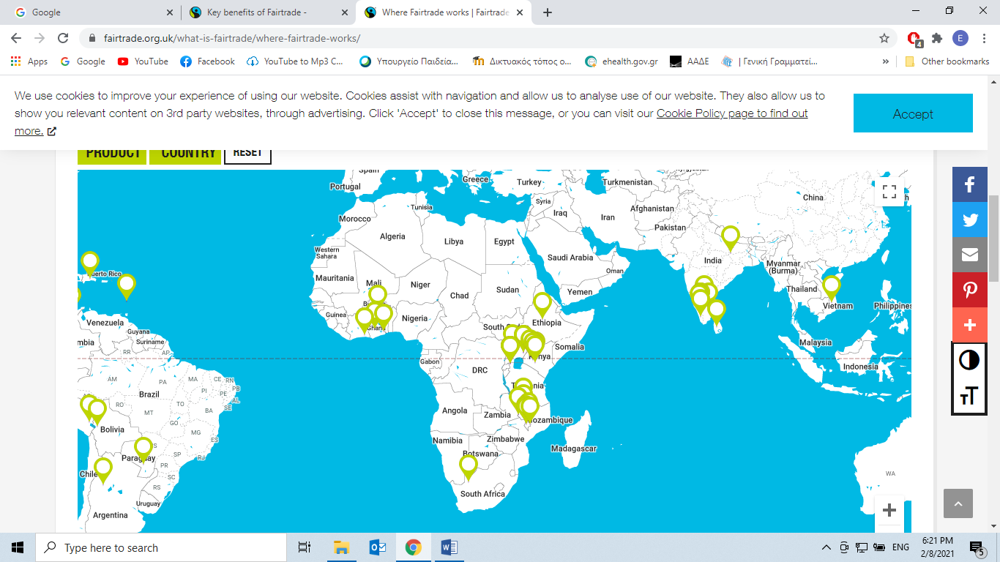 Google
Key benefits of Fairtrade -
Where Fairtrade works | Fairtrade
fairtrade.org.uk/what-is-fairtrade/where-fairtrade-works/
4
E
Apps
Google
YouTube
Facebook
YouTube to Mp3 C...
Υπουργείο Παιδεία...
Δικτυακός τόπος ο...
ehealth.gov.gr
ΑΑΔΕ
| Γενική Γραμματεί...
»
Other bookmarks
We use cookies to improve your experience of using our website. Cookies assist with navigation and allow us to analyse use of our website. They also allow us to
show you relevant content on 3rd party websites, through advertising. Click 'Accept' to close this message, or you can visit our Cookie Policy page to find out
more.
Accept
PRODUCT
COUNTRY
RESET
Spain
Portugal
Greece
Turkey
Turkmenistan
China
Tunisia
Syria
Iraq
Iran
Afghanistan
Morocco
Pakistan
Algeria
Libya
Egypt
Western
Sahara
Saudi Arabia
India
Myanmar
(Burma)
Oman
Puerto Rico
Mauritania
Mali
Niger
Chad
Sudan
Yemen
Thailand
Vietnam
Philippines
Guinea
Nigeria
Ghana
Ethiopia
Venezuela
Guyana
Suriname
South
Somalia
Malaysia
mbia
RR
AP
Gabon
Kenya
Indonesia
DRC
AM
PA
MA
CE
RN
PB
PI
PE
AL
SE
Brazil
RO
TO
MT
BA
Angola
Zambia
Mozambique
Bolivia
GO
MG
ES
Namibia
Zimbabwe
Madagascar
Botswana
SP
RJ
Paraguay
PR
Chile
SC
RS
South Africa
WA
Uruguay
Argentina
TT
Type here to search
ENG
6:21 PM
2/8/2021
5